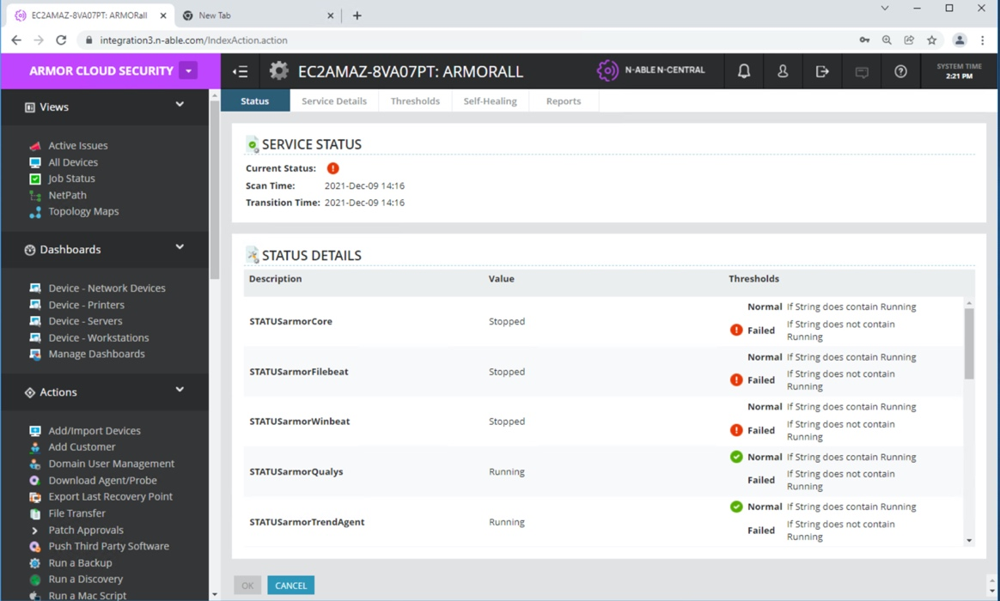 EC2AMAZ-8VA07PT: ARMORall
New Tab
integration3.n-able.com/IndexAction.action
ARMOR CLOUD SECURITY
EC2AMAZ-8VA07PT: ARMORALL
N-ABLE N-CENTRAL
SYSTEM TIME
2:21 PM
Views
Active Issues
All Devices
Job Status
NetPath
Topology Maps
Dashboards
Device - Network Devices
Device - Printers
Device - Servers
Device - Workstations
Manage Dashboards
Actions
Add/Import Devices
Add Customer
Domain User Management
Download Agent/Probe
Export Last Recovery Point
File Transfer
Patch Approvals
Push Third Party Software
Run a Backup
Run a Discovery
Run a Mac Script
Status
Service Details
Thresholds
Self-Healing
Reports
SERVICE STATUS
Current Status:
Scan Time: 2021-Dec-09 14:16
Transition Time: 2021-Dec-09 14:16
STATUS DETAILS
Description Value Thresholds
STATUSarmorCore Stopped
Normal If String does contain Running
Failed If String does not contain
Running
STATUSarmorFilebeat Stopped
Normal If String does contain Running
Failed If String does not contain
Running
STATUSarmorWinbeat Stopped
Normal If String does contain Running
Failed If String does not contain
Running
STATUSarmorQualys Running
Normal If String does contain Running
Failed If String does not contain
Running
STATUSarmorTrendAgent Running
Normal If String does contain Running
Failed If String does not contain
Running
OK
CANCEL